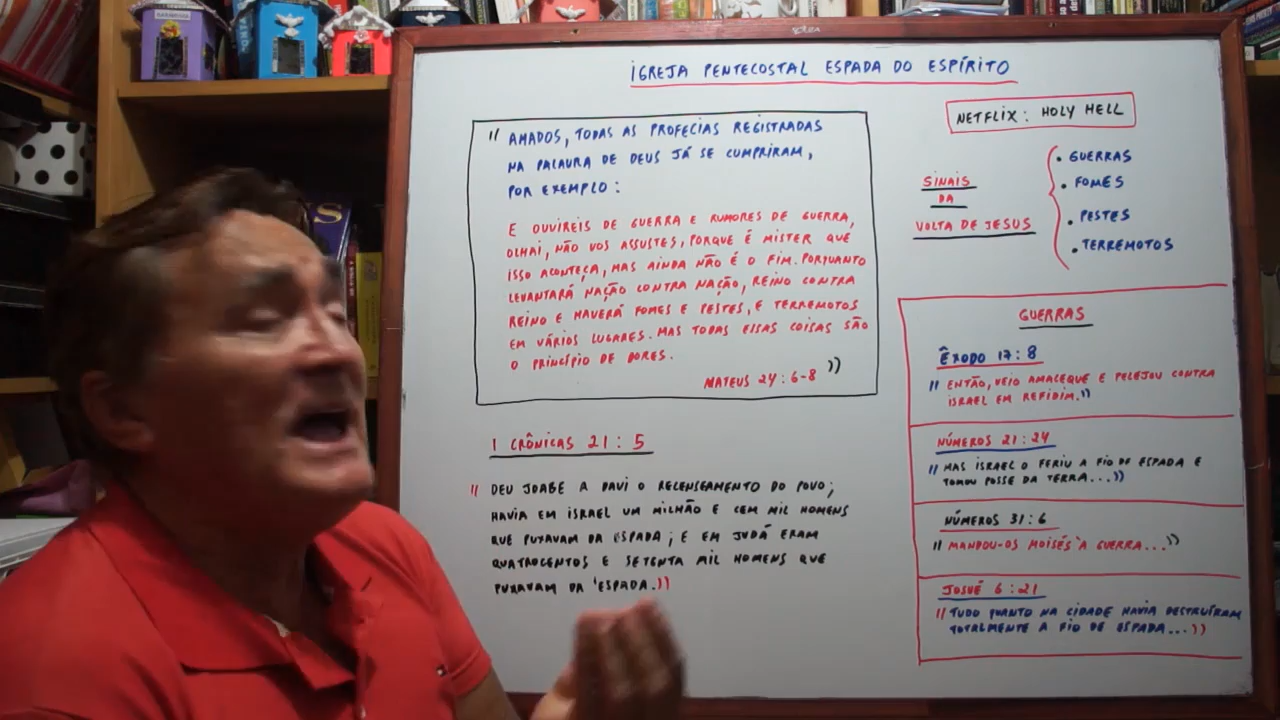 IGREJA PENTECOSTAL ESPADA DO ESPÍRITO
" AMADOS, TODAS AS PROFECIAS REGISTRADAS
NA PALAVRA DE DEUS JÁ SE CUMPRIRAM,
POR EXEMPLO:
E OUVIREIS DE GUERRA E RUMORES DE GUERRA,
OLHAI, NÃO VOS ASSUSTES, PORQUE É MISTER QUE
ISSO ACONTEÇA, MAS AINDA NÃO É O FIM. PORQUANTO
LEVANTARÁ NAÇÃO CONTRA NAÇÃO, REINO CONTRA
REINO E HAVERÁ FOMES E PESTES, E TERREMOTOS
EM VÁRIOS LUGARES. MAS TODAS ESSAS COISAS SÃO
O PRINCÍPIO DE DORES.
MATEUS 24:6-8 "
1 CRÔNICAS 21:5
" DEU JOABE A DAVI O RECENSEAMENTO DO POVO;
HAVIA EM ISRAEL UM MILHÃO E CEM MIL HOMENS
QUE PUXAVAM DA ESPADA; E EM JUDÁ ERAM
QUATROCENTOS E SETENTA MIL HOMENS QUE
PUXAVAM DA ESPADA."
NETFLIX: HOLY HELL
SINAIS
DA
VOLTA DE JESUS
• GUERRAS
• FOMES
• PESTES
• TERREMOTOS
GUERRAS
ÊXODO 17:8
" ENTÃO, VEIO AMALEQUE E PELEJOU CONTRA
ISRAEL EM REFIDIM."
NÚMEROS 21:24
" MAS ISRAEL O FERIU A FIO DE ESPADA E
TOMOU POSSE DA TERRA..."
NÚMEROS 31:6
" MANDOU-OS MOISÉS À GUERRA..."
JOSUÉ 6:21
" TUDO QUANTO NA CIDADE HAVIA DESTRUÍRAM
TOTALMENTE A FIO DE ESPADA..."